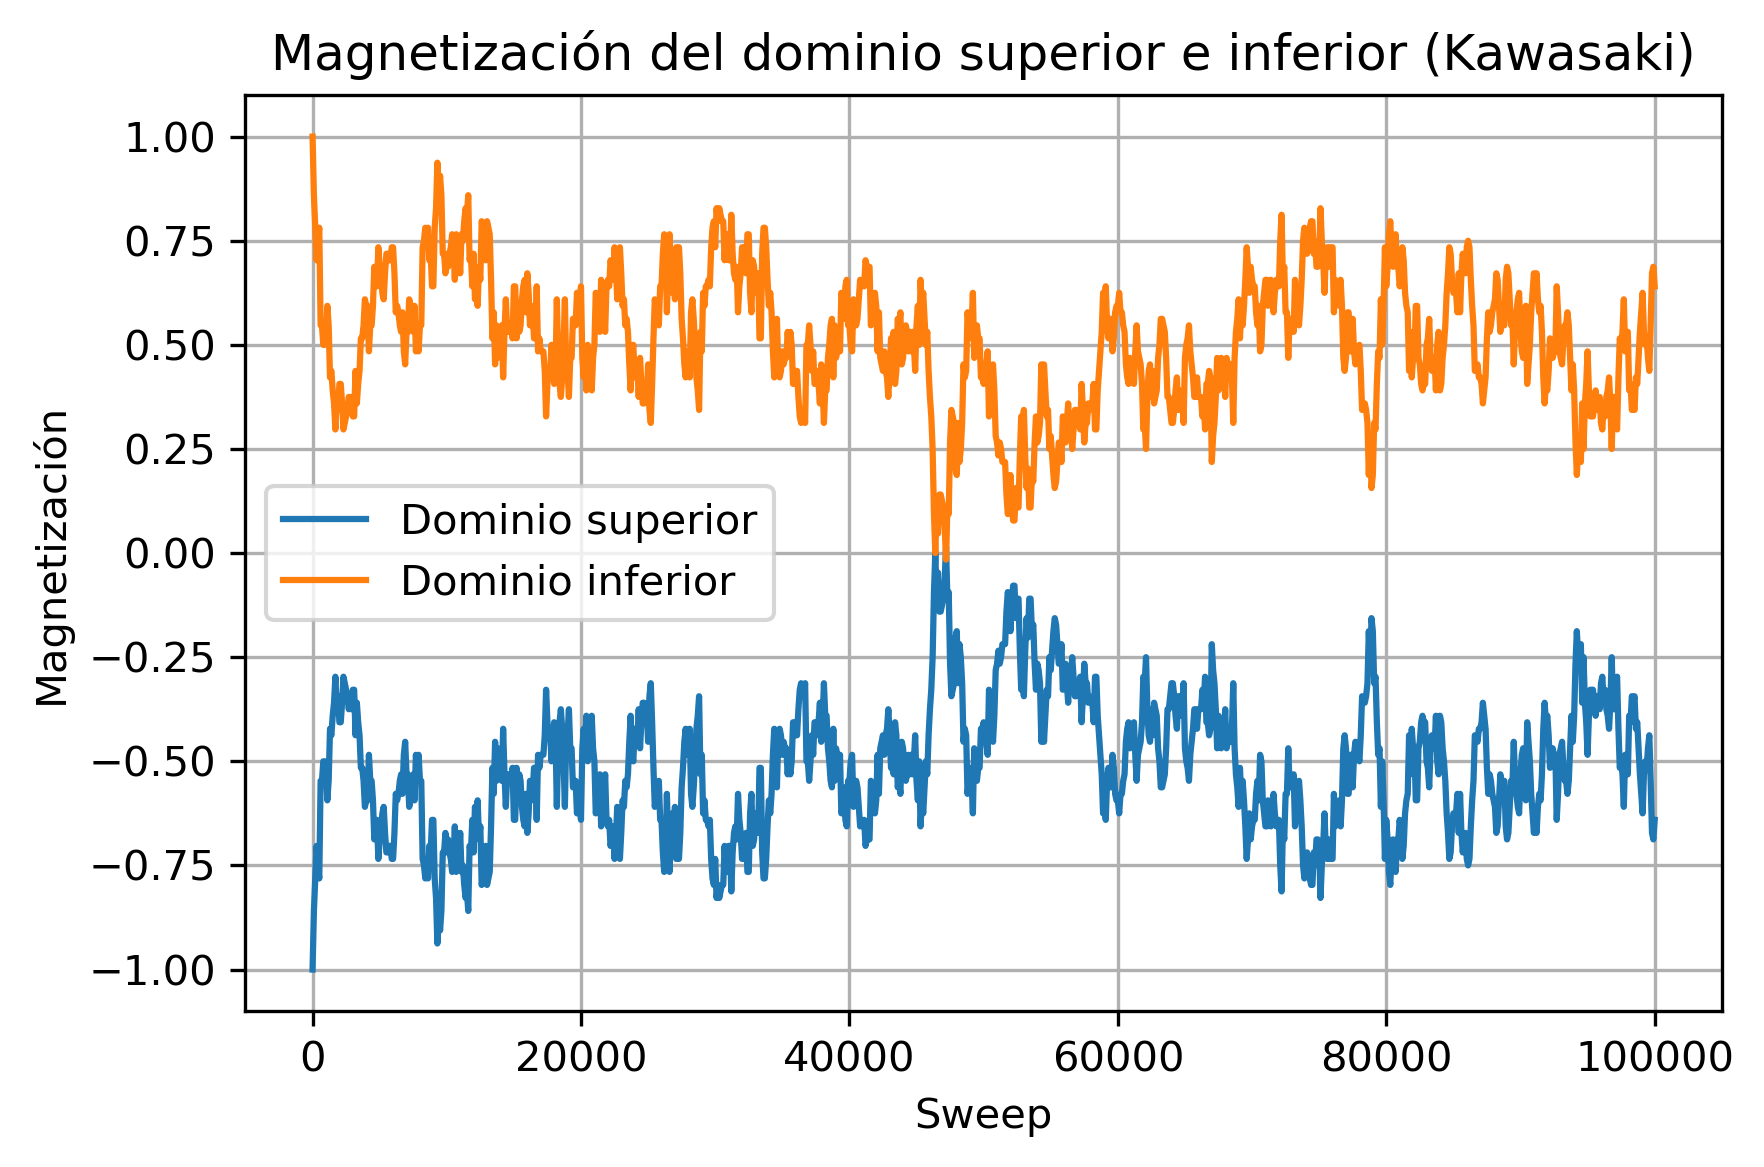 Magnetización del dominio superior e inferior (Kawasaki)
1.00
0.75
0.50
0.25
0.00
−0.25
−0.50
−0.75
−1.00
Magnetización
Dominio superior
Dominio inferior
0 20000 40000 60000 80000 100000
Sweep